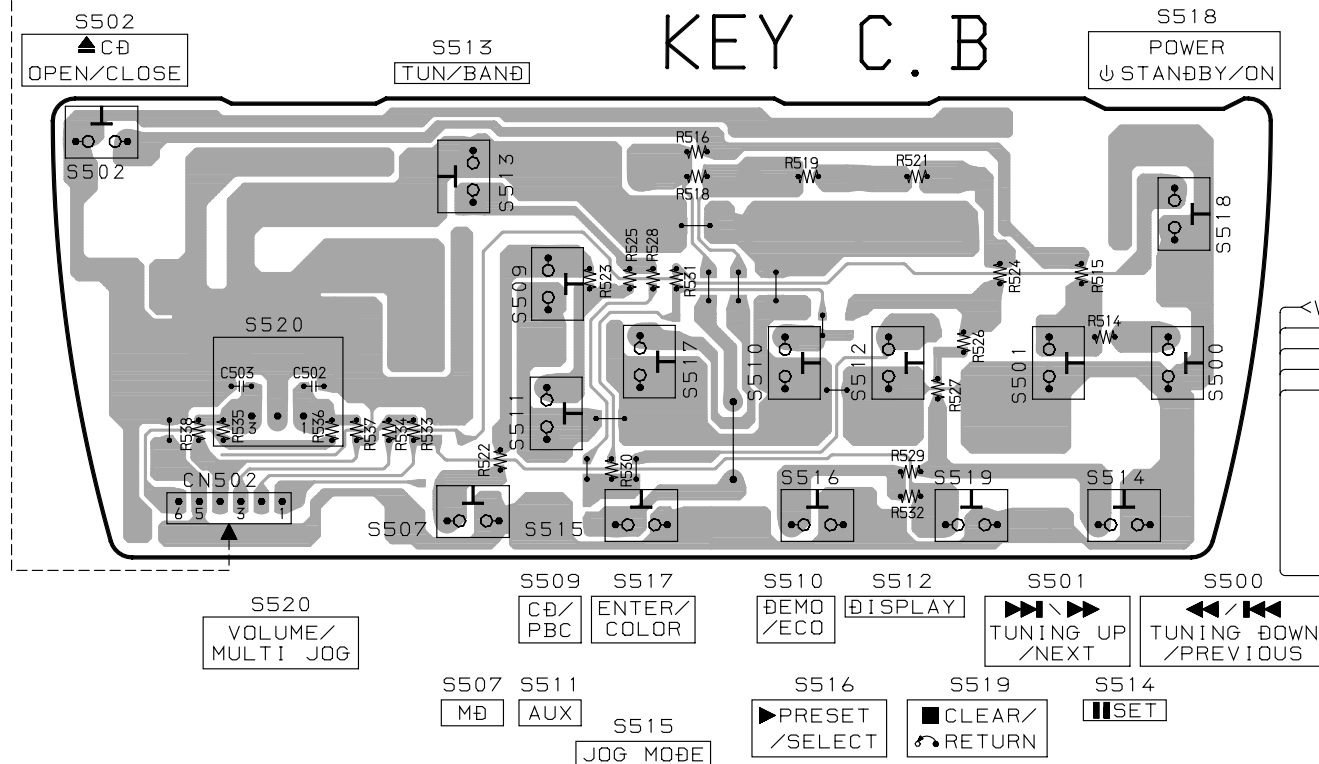 KEY C.B
S502
▲CD
OPEN/CLOSE
S513
TUN/BAND
S518
POWER
⏻STANDBY/ON
S502
S513
R516
R518
R519
R521
S518
S509
R523
R525
R528
R531
R524
R515
S520
S517
S510
S512
R526
R527
S501
R514
S500
C503
C502
R538
R535
3
1
R536
R537
R534
R533
S511
R522
R530
R529
R532
CN502
6 5 3 1
S507
S515
S516
S519
S514
S520
VOLUME/
MULTI JOG
S509
CD/
PBC
S517
ENTER/
COLOR
S510
DEMO
/ECO
S512
DISPLAY
S501
▶▶| \ ▶▶
TUNING UP
/NEXT
S500
◀◀ / |◀◀
TUNING DOWN
/PREVIOUS
S507
MD
S511
AUX
S515
JOG MODE
S516
▶PRESET
/SELECT
S519
■CLEAR/
RETURN
S514
❚❚SET